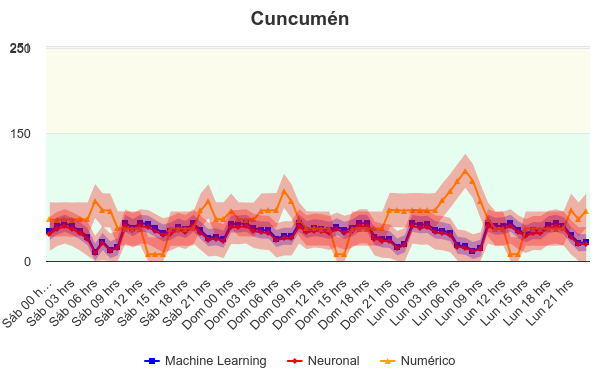 Cuncumén
250
150
0
Sáb 00 h…
Sáb 03 hrs
Sáb 06 hrs
Sáb 09 hrs
Sáb 12 hrs
Sáb 15 hrs
Sáb 18 hrs
Sáb 21 hrs
Dom 00 hrs
Dom 03 hrs
Dom 06 hrs
Dom 09 hrs
Dom 12 hrs
Dom 15 hrs
Dom 18 hrs
Dom 21 hrs
Lun 00 hrs
Lun 03 hrs
Lun 06 hrs
Lun 09 hrs
Lun 12 hrs
Lun 15 hrs
Lun 18 hrs
Lun 21 hrs
Machine Learning Neuronal Numérico